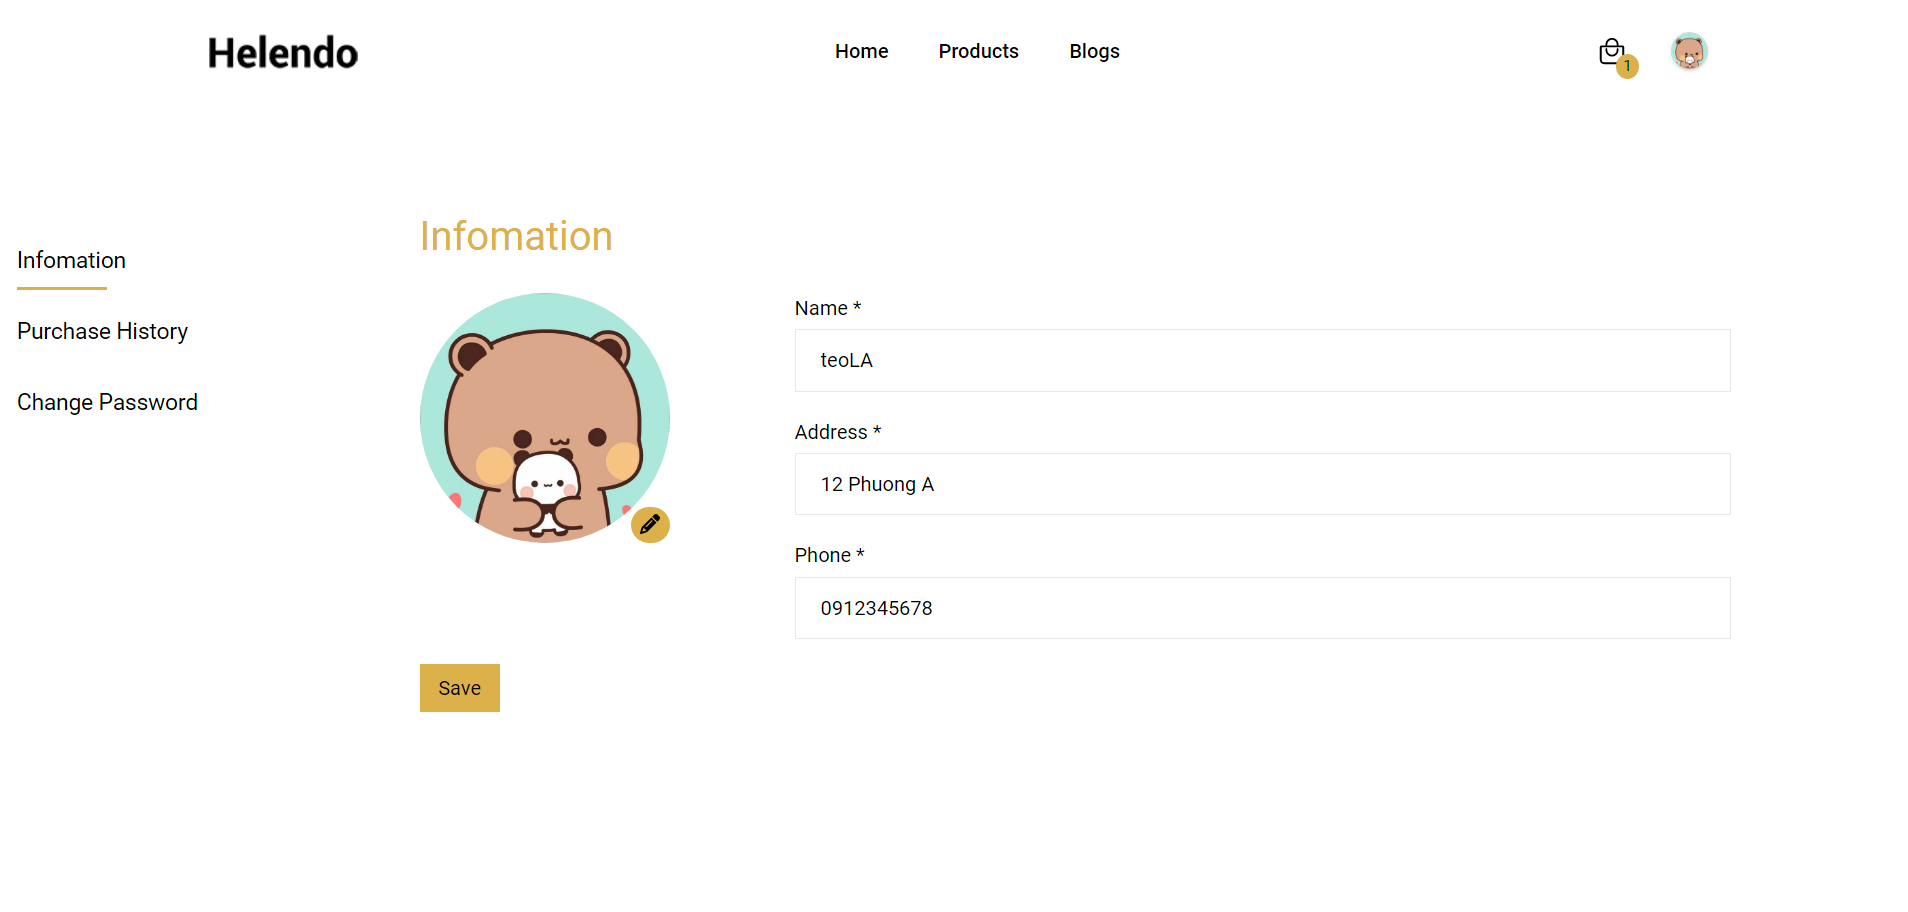 Helendo
Home Products Blogs
1
Infomation
Purchase History
Change Password
Infomation
Name *
teoLA
Address *
12 Phuong A
Phone *
0912345678
Save